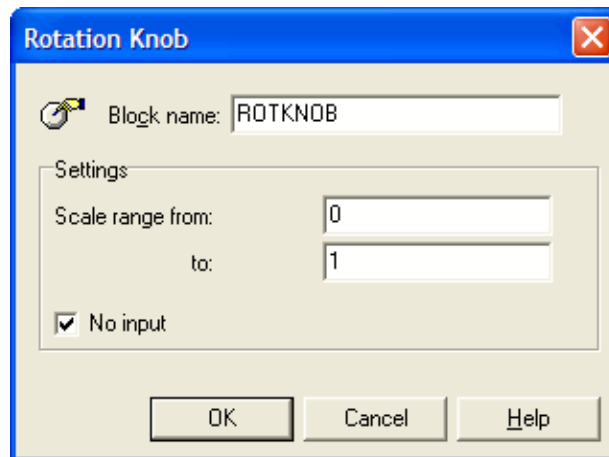 Rotation Knob
Block name: ROTKNOB
Settings
Scale range from: 0
to: 1
No input
OK Cancel Help